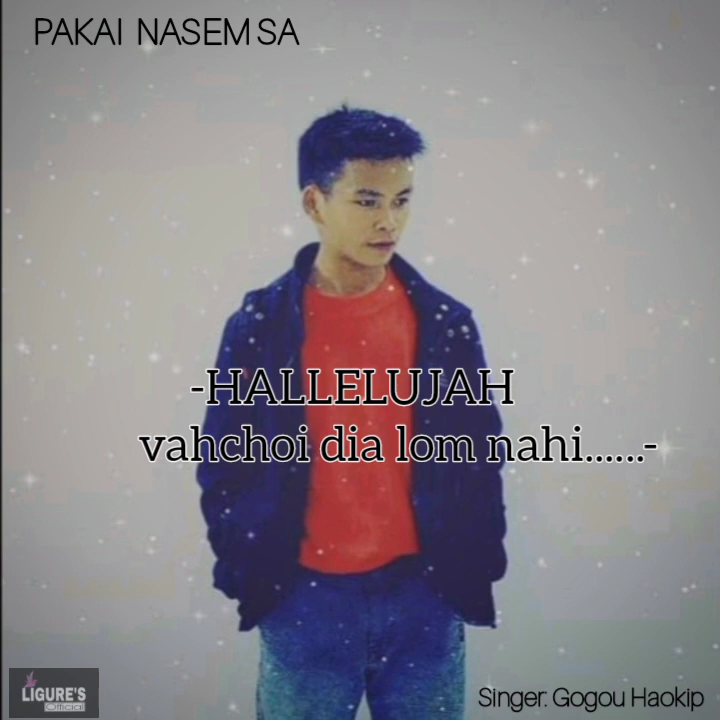 PAKAI NASEM SA
-HALLELUJAH
vahchoi dia lom nahi......-
LIGURE'S
Official
Singer: Gogou Haokip